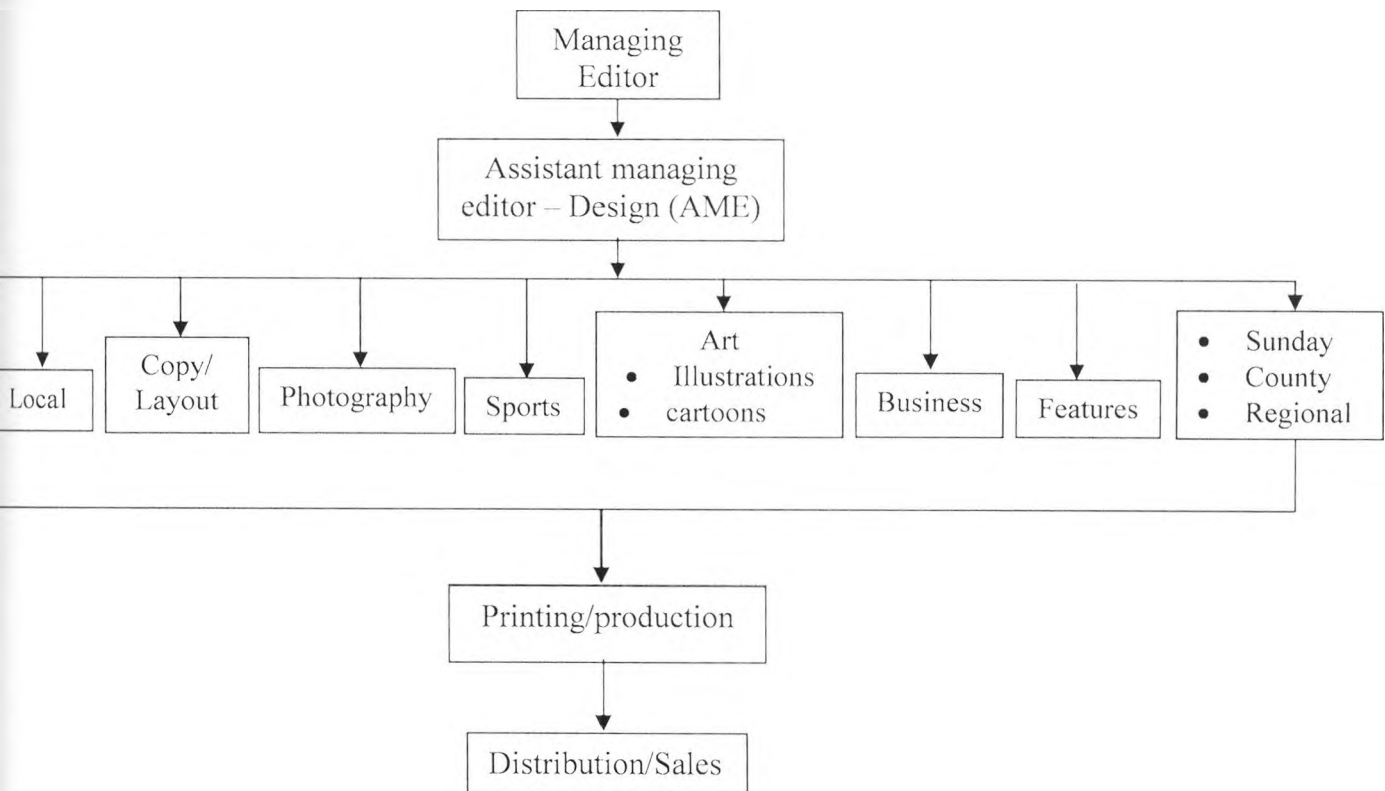 Managing
Editor
Assistant managing
editor – Design (AME)
Local
Copy/
Layout
Photography
Sports
Art
• Illustrations
• cartoons
Business
Features
• Sunday
• County
• Regional
Printing/production
Distribution/Sales